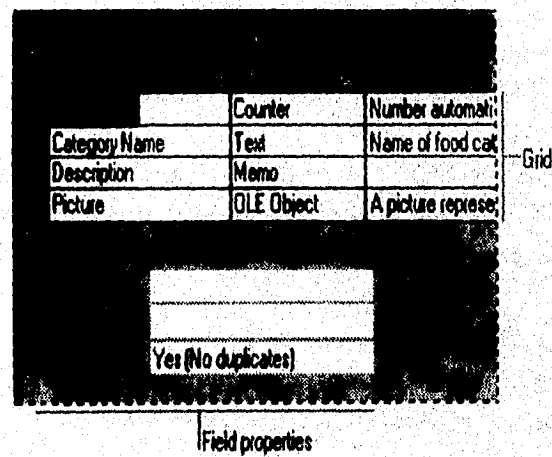 Counter Number automati
Category Name Text Name of food cat
Description Memo
Picture OLE Object A picture represe
Grid
Yes (No duplicates)
Field properties